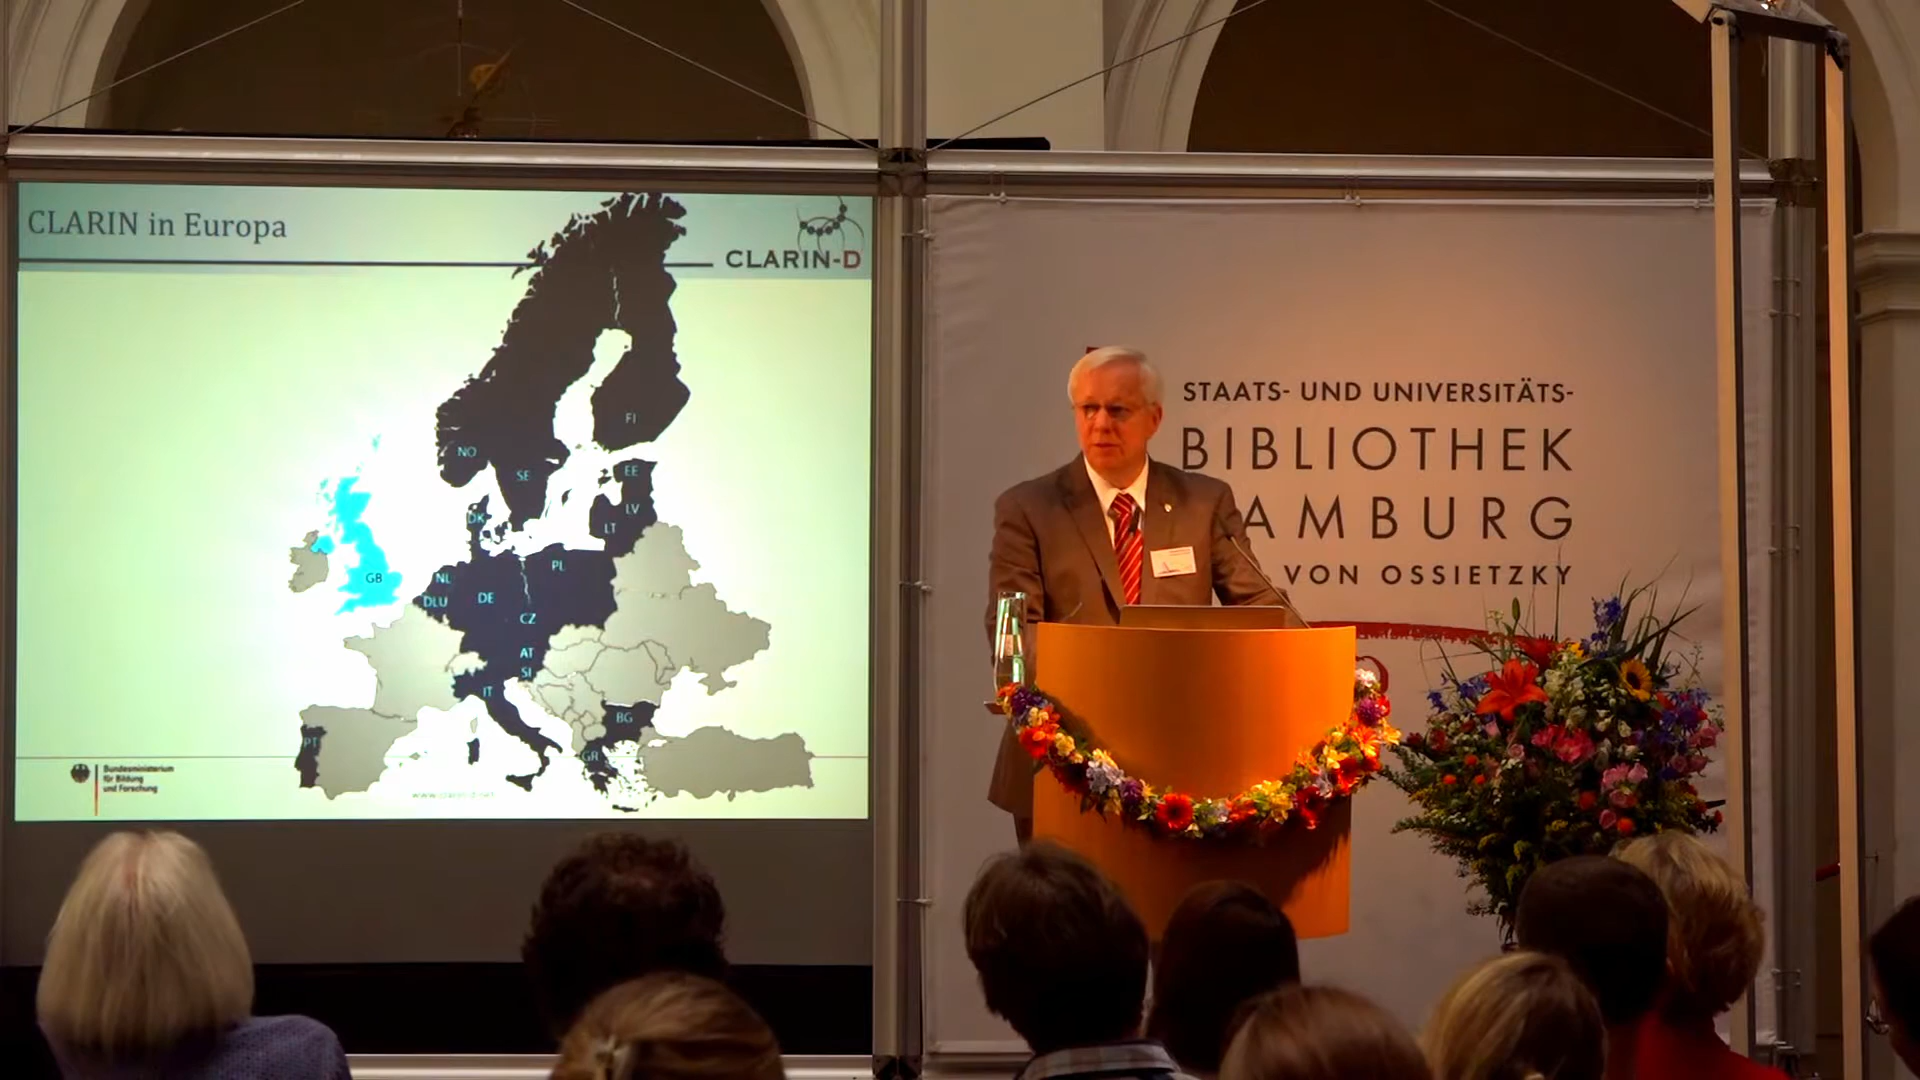 CLARIN in Europa
CLARIN-D
FI
NO
SE
EE
LV
DK
LT
PL
GB
NL
DE
DLU
CZ
AT
SI
IT
BG
PT
GR
Bundesministerium
für Bildung
und Forschung
STAATS- UND UNIVERSITÄTS-
BIBLIOTHEK
AMBURG
VON OSSIETZKY